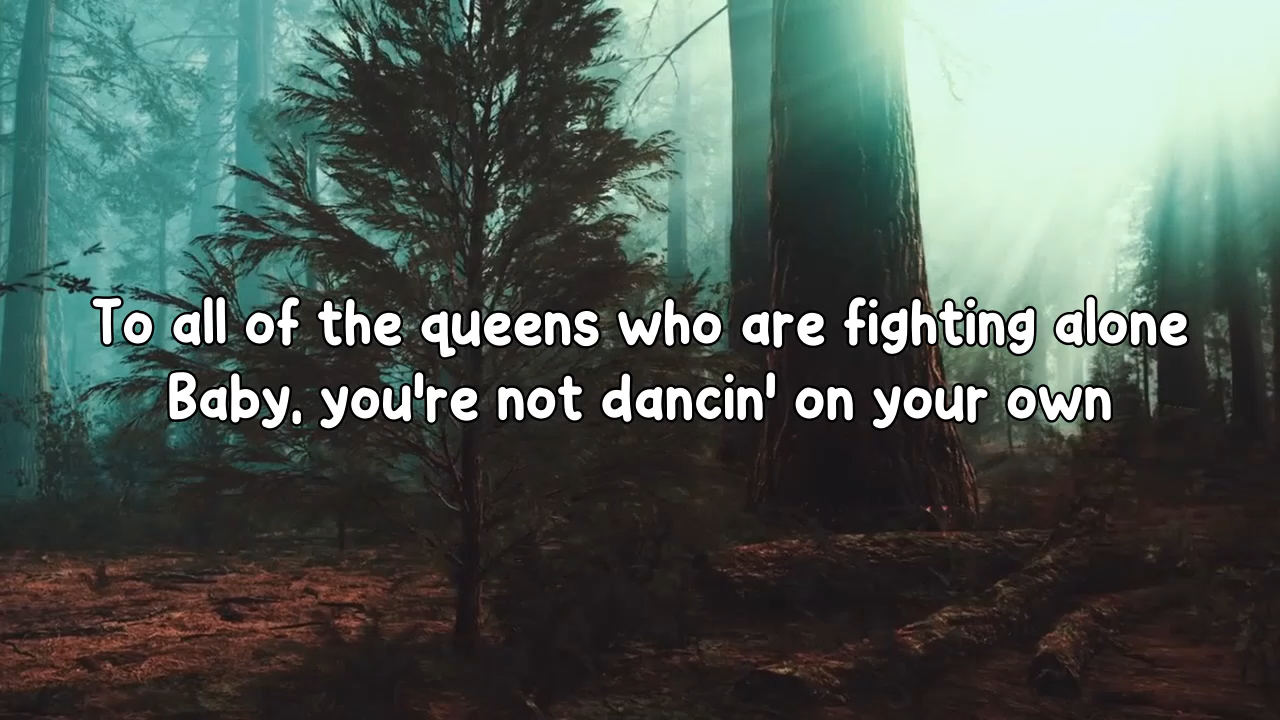 To all of the queens who are fighting alone
Baby, you're not dancin' on your own